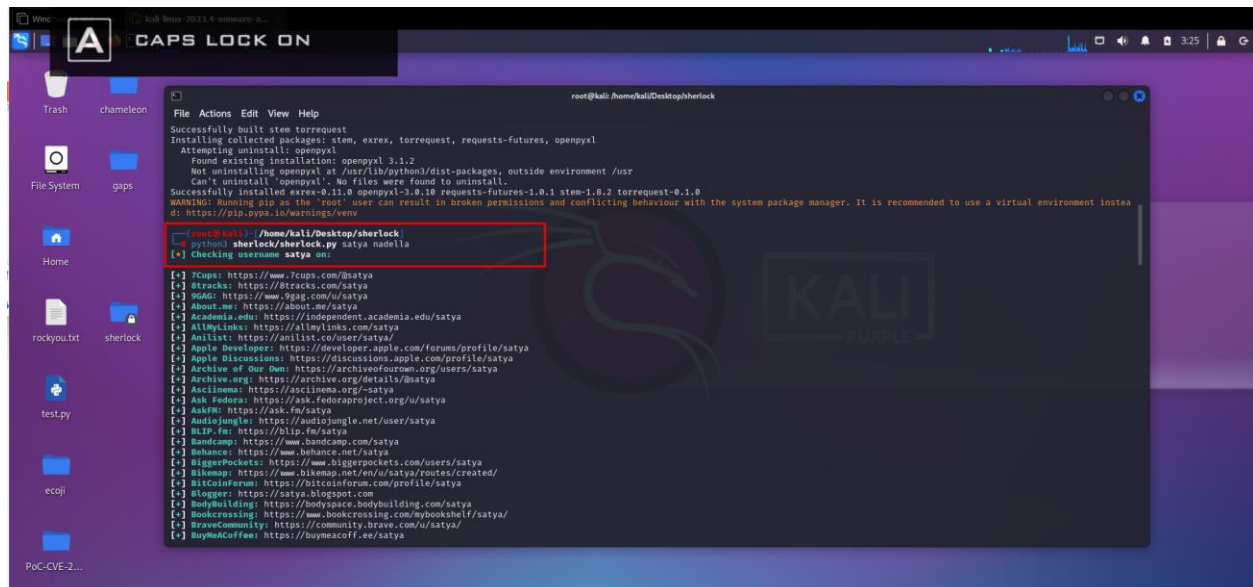 Winc
kali-linux-2023.4-vmware-a...
A CAPS LOCK ON
3:25
Trash
chameleon
File System
gaps
Home
rockyou.txt
sherlock
test.py
ecoji
PoC-CVE-2...
root@kali: /home/kali/Desktop/sherlock
File Actions Edit View Help
Successfully built stem torrequest
Installing collected packages: stem, exrex, torrequest, requests-futures, openpyxl
Attempting uninstall: openpyxl
Found existing installation: openpyxl 3.1.2
Not uninstalling openpyxl at /usr/lib/python3/dist-packages, outside environment /usr
Can't uninstall 'openpyxl'. No files were found to uninstall.
Successfully installed exrex-0.11.0 openpyxl-3.0.10 requests-futures-1.0.1 stem-1.8.2 torrequest-0.1.0
WARNING: Running pip as the 'root' user can result in broken permissions and conflicting behaviour with the system package manager. It is recommended to use a virtual environment instea
d: https://pip.pypa.io/warnings/venv
(root@kali)-[/home/kali/Desktop/sherlock]
# python3 sherlock/sherlock.py satya nadella
[*] Checking username satya on:
[+] 7Cups: https://www.7cups.com/@satya
[+] 8tracks: https://8tracks.com/satya
[+] 9GAG: https://www.9gag.com/u/satya
[+] About.me: https://about.me/satya
[+] Academia.edu: https://independent.academia.edu/satya
[+] AllMyLinks: https://allmylinks.com/satya
[+] Anilist: https://anilist.co/user/satya/
[+] Apple Developer: https://developer.apple.com/forums/profile/satya
[+] Apple Discussions: https://discussions.apple.com/profile/satya
[+] Archive of Our Own: https://archiveofourown.org/users/satya
[+] Archive.org: https://archive.org/details/@satya
[+] Asciinema: https://asciinema.org/~satya
[+] Ask Fedora: https://ask.fedoraproject.org/u/satya
[+] AskFM: https://ask.fm/satya
[+] Audiojungle: https://audiojungle.net/user/satya
[+] BLIP.fm: https://blip.fm/satya
[+] Bandcamp: https://www.bandcamp.com/satya
[+] Behance: https://www.behance.net/satya
[+] BiggerPockets: https://www.biggerpockets.com/users/satya
[+] Bikemap: https://www.bikemap.net/en/u/satya/routes/created/
[+] BitCoinForum: https://bitcoinforum.com/profile/satya
[+] Blogger: https://satya.blogspot.com
[+] BodyBuilding: https://bodyspace.bodybuilding.com/satya
[+] Bookcrossing: https://www.bookcrossing.com/mybookshelf/satya/
[+] BraveCommunity: https://community.brave.com/u/satya/
[+] BuyMeACoffee: https://buymeacoff.ee/satya
KALI
PURPLE